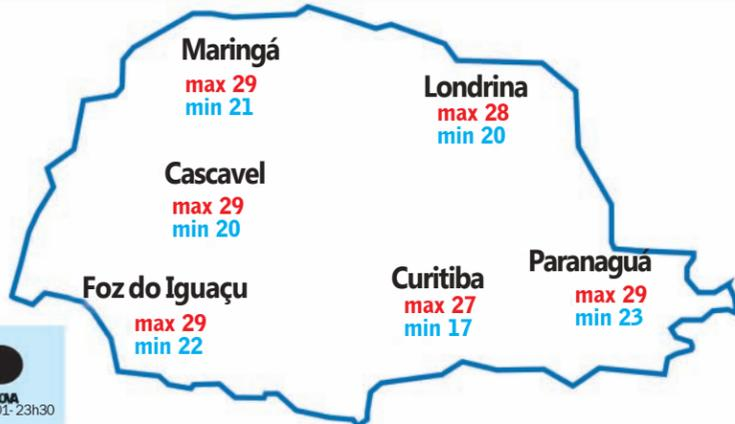 Maringá
max 29
min 21
Londrina
max 28
min 20
Cascavel
max 29
min 20
Foz do Iguaçu
max 29
min 22
Curitiba
max 27
min 17
Paranaguá
max 29
min 23
23h30